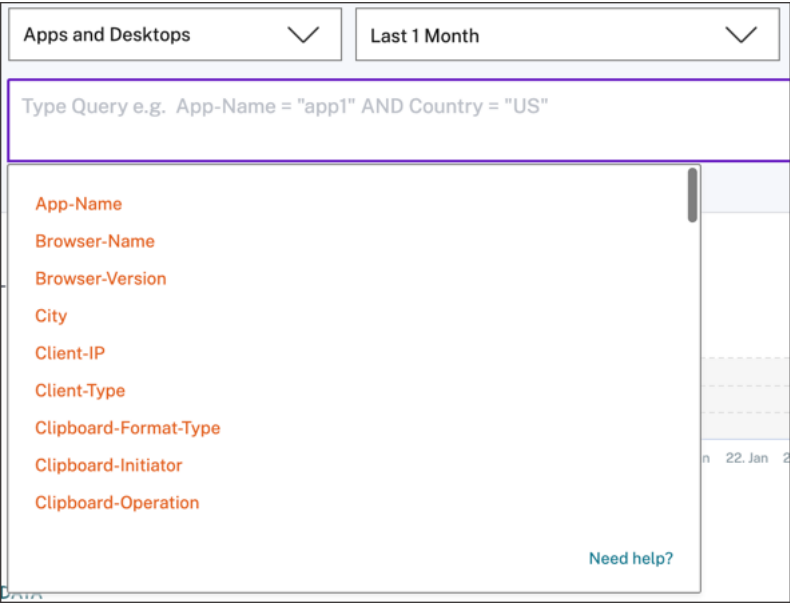 Apps and Desktops
Last 1 Month
Type Query e.g. App-Name = "app1" AND Country = "US"
App-Name
Browser-Name
Browser-Version
City
Client-IP
Client-Type
Clipboard-Format-Type
Clipboard-Initiator
Clipboard-Operation
22. Jan
Need help?
DATA